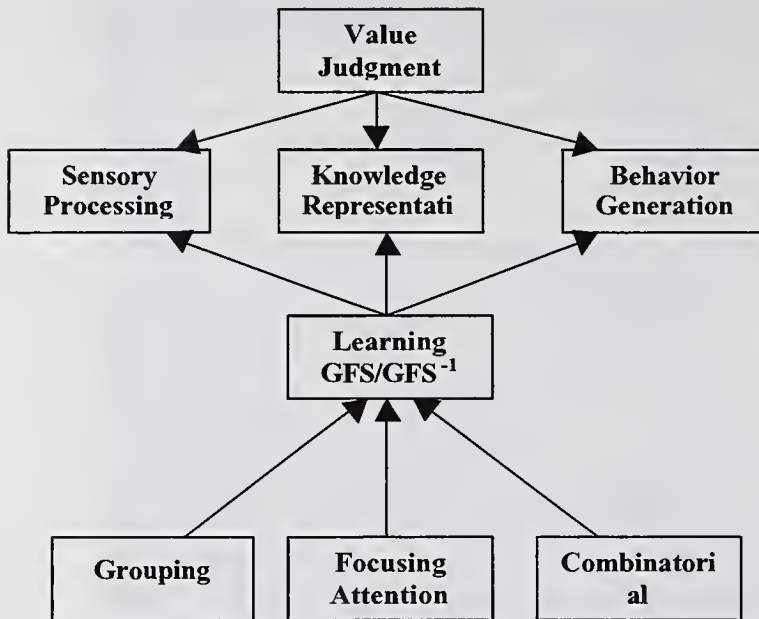 Value
Judgment
Sensory
Processing
Knowledge
Representati
Behavior
Generation
Learning
GFS/GFS⁻¹
Grouping
Focusing
Attention
Combinatori
al